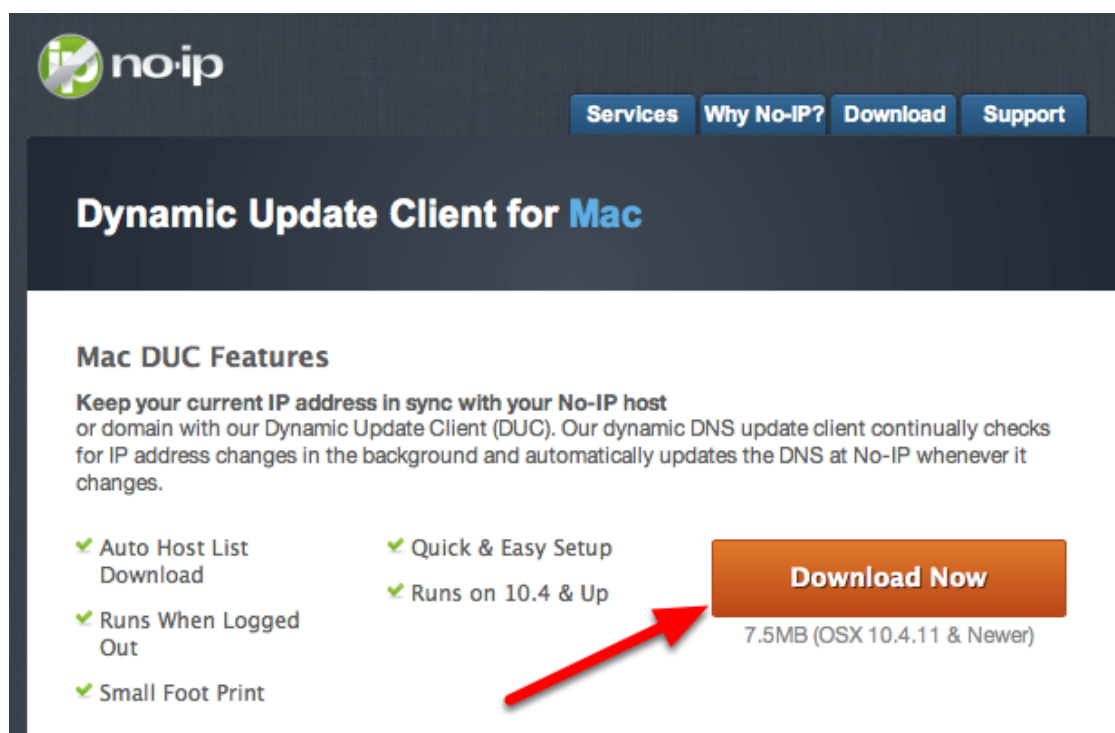 no·ip
Services Why No-IP? Download Support
Dynamic Update Client for Mac
Mac DUC Features
Keep your current IP address in sync with your No-IP host
or domain with our Dynamic Update Client (DUC). Our dynamic DNS update client continually checks
for IP address changes in the background and automatically updates the DNS at No-IP whenever it
changes.
Auto Host List
Download
Runs When Logged
Out
Small Foot Print
Quick & Easy Setup
Runs on 10.4 & Up
Download Now
7.5MB (OSX 10.4.11 & Newer)